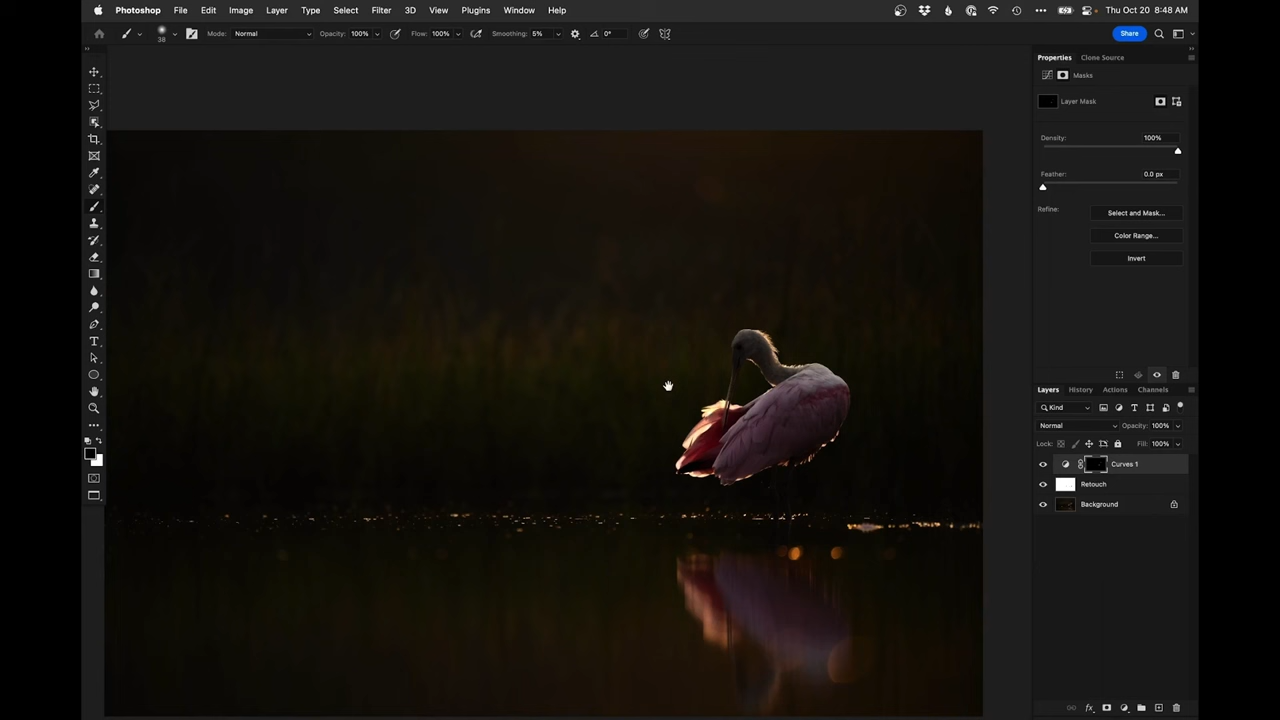 Photoshop File Edit Image Layer Type Select Filter 3D View Plugins Window Help Thu Oct 20 8:48 AM
38 Mode: Normal Opacity: 100% Flow: 100% Smoothing: 5% 0° Share
Properties Clone Source
Masks
Layer Mask
Density: 100%
Feather: 0.0 px
Refine: Select and Mask...
Color Range...
Invert
Layers History Actions Channels
Kind
Normal Opacity: 100%
Lock: Fill: 100%
Curves 1
Retouch
Background